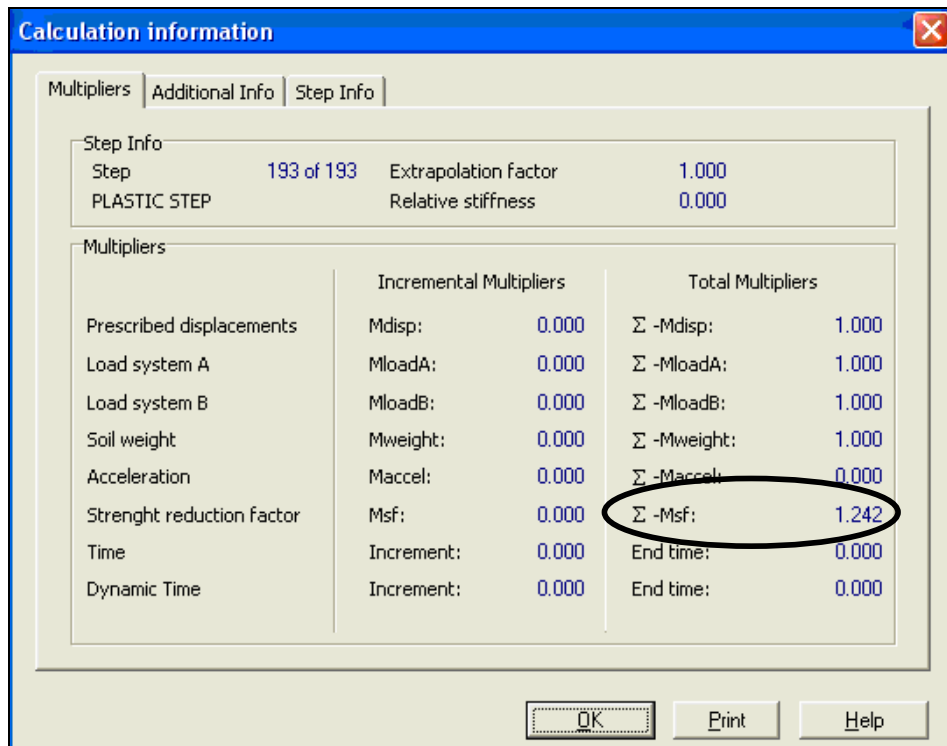 Calculation information
Multipliers Additional Info Step Info
Step Info
Step 193 of 193 Extrapolation factor 1.000
PLASTIC STEP Relative stiffness 0.000
Multipliers
Incremental Multipliers Total Multipliers
Prescribed displacements Mdisp: 0.000 Σ -Mdisp: 1.000
Load system A MloadA: 0.000 Σ -MloadA: 1.000
Load system B MloadB: 0.000 Σ -MloadB: 1.000
Soil weight Mweight: 0.000 Σ -Mweight: 1.000
Acceleration Maccel: 0.000 Σ -Maccel: 0.000
Strenght reduction factor Msf: 0.000 Σ -Msf: 1.242
Time Increment: 0.000 End time: 0.000
Dynamic Time Increment: 0.000 End time: 0.000
OK Print Help